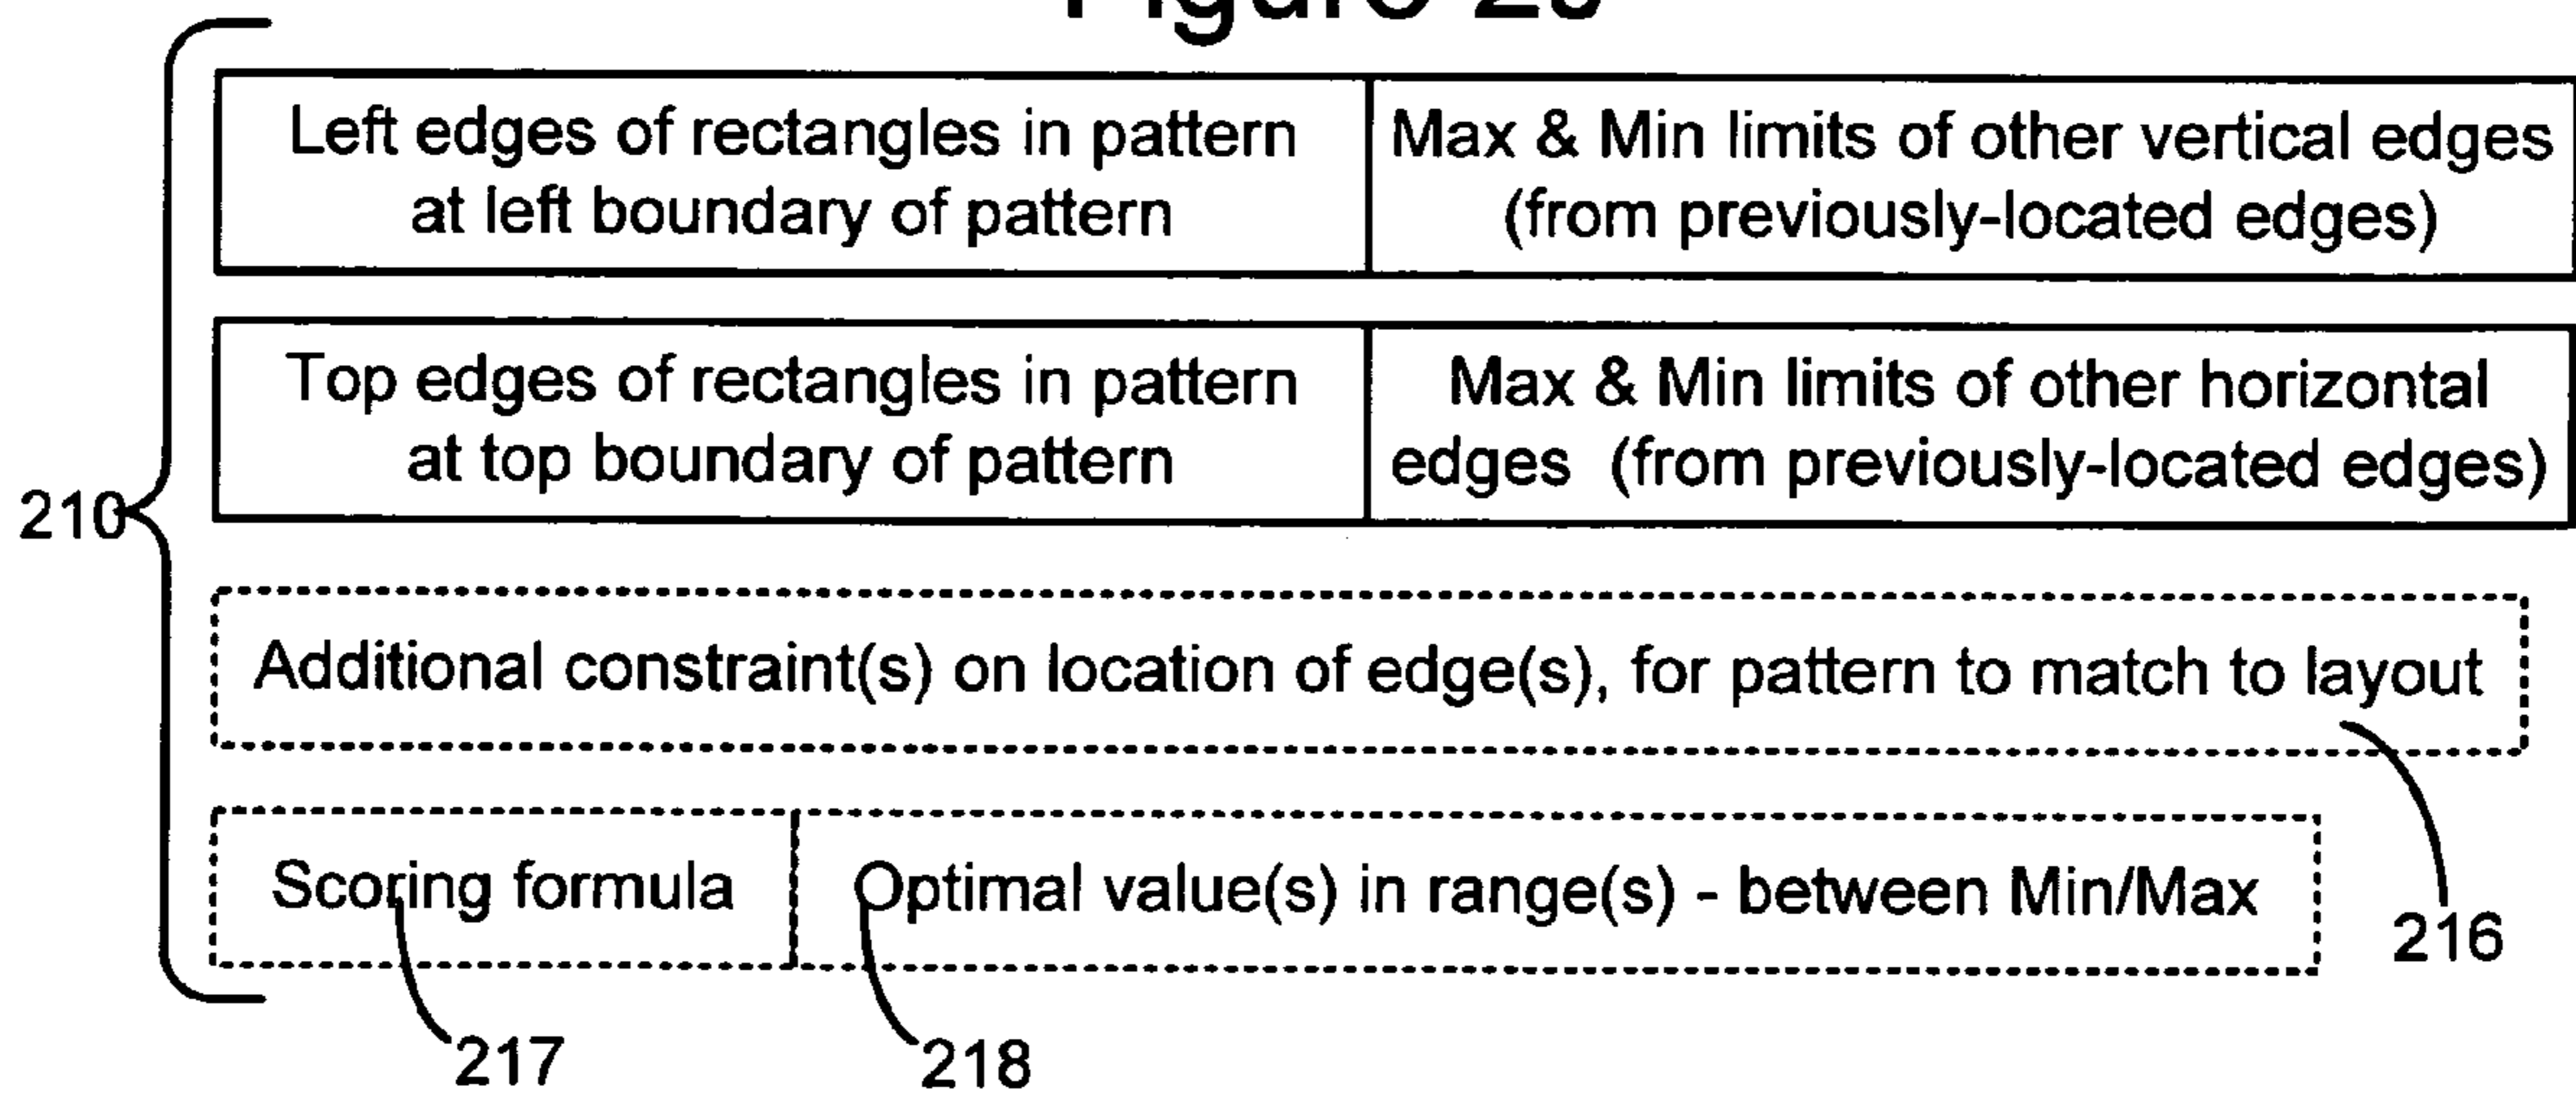 Left edges of rectangles in pattern
at left boundary of pattern
Max & Min limits of other vertical edges
(from previously-located edges)
Top edges of rectangles in pattern
at top boundary of pattern
Max & Min limits of other horizontal
edges (from previously-located edges)
210
Additional constraint(s) on location of edge(s), for pattern to match to layout
Scoring formula
Optimal value(s) in range(s) - between Min/Max
216
217
218